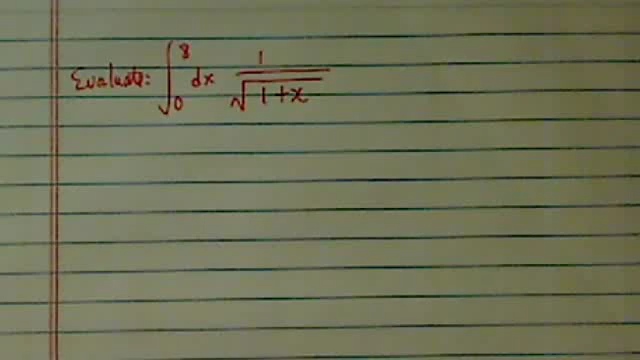 Evaluate: ∫₀⁸ dx 1/√(1+x)